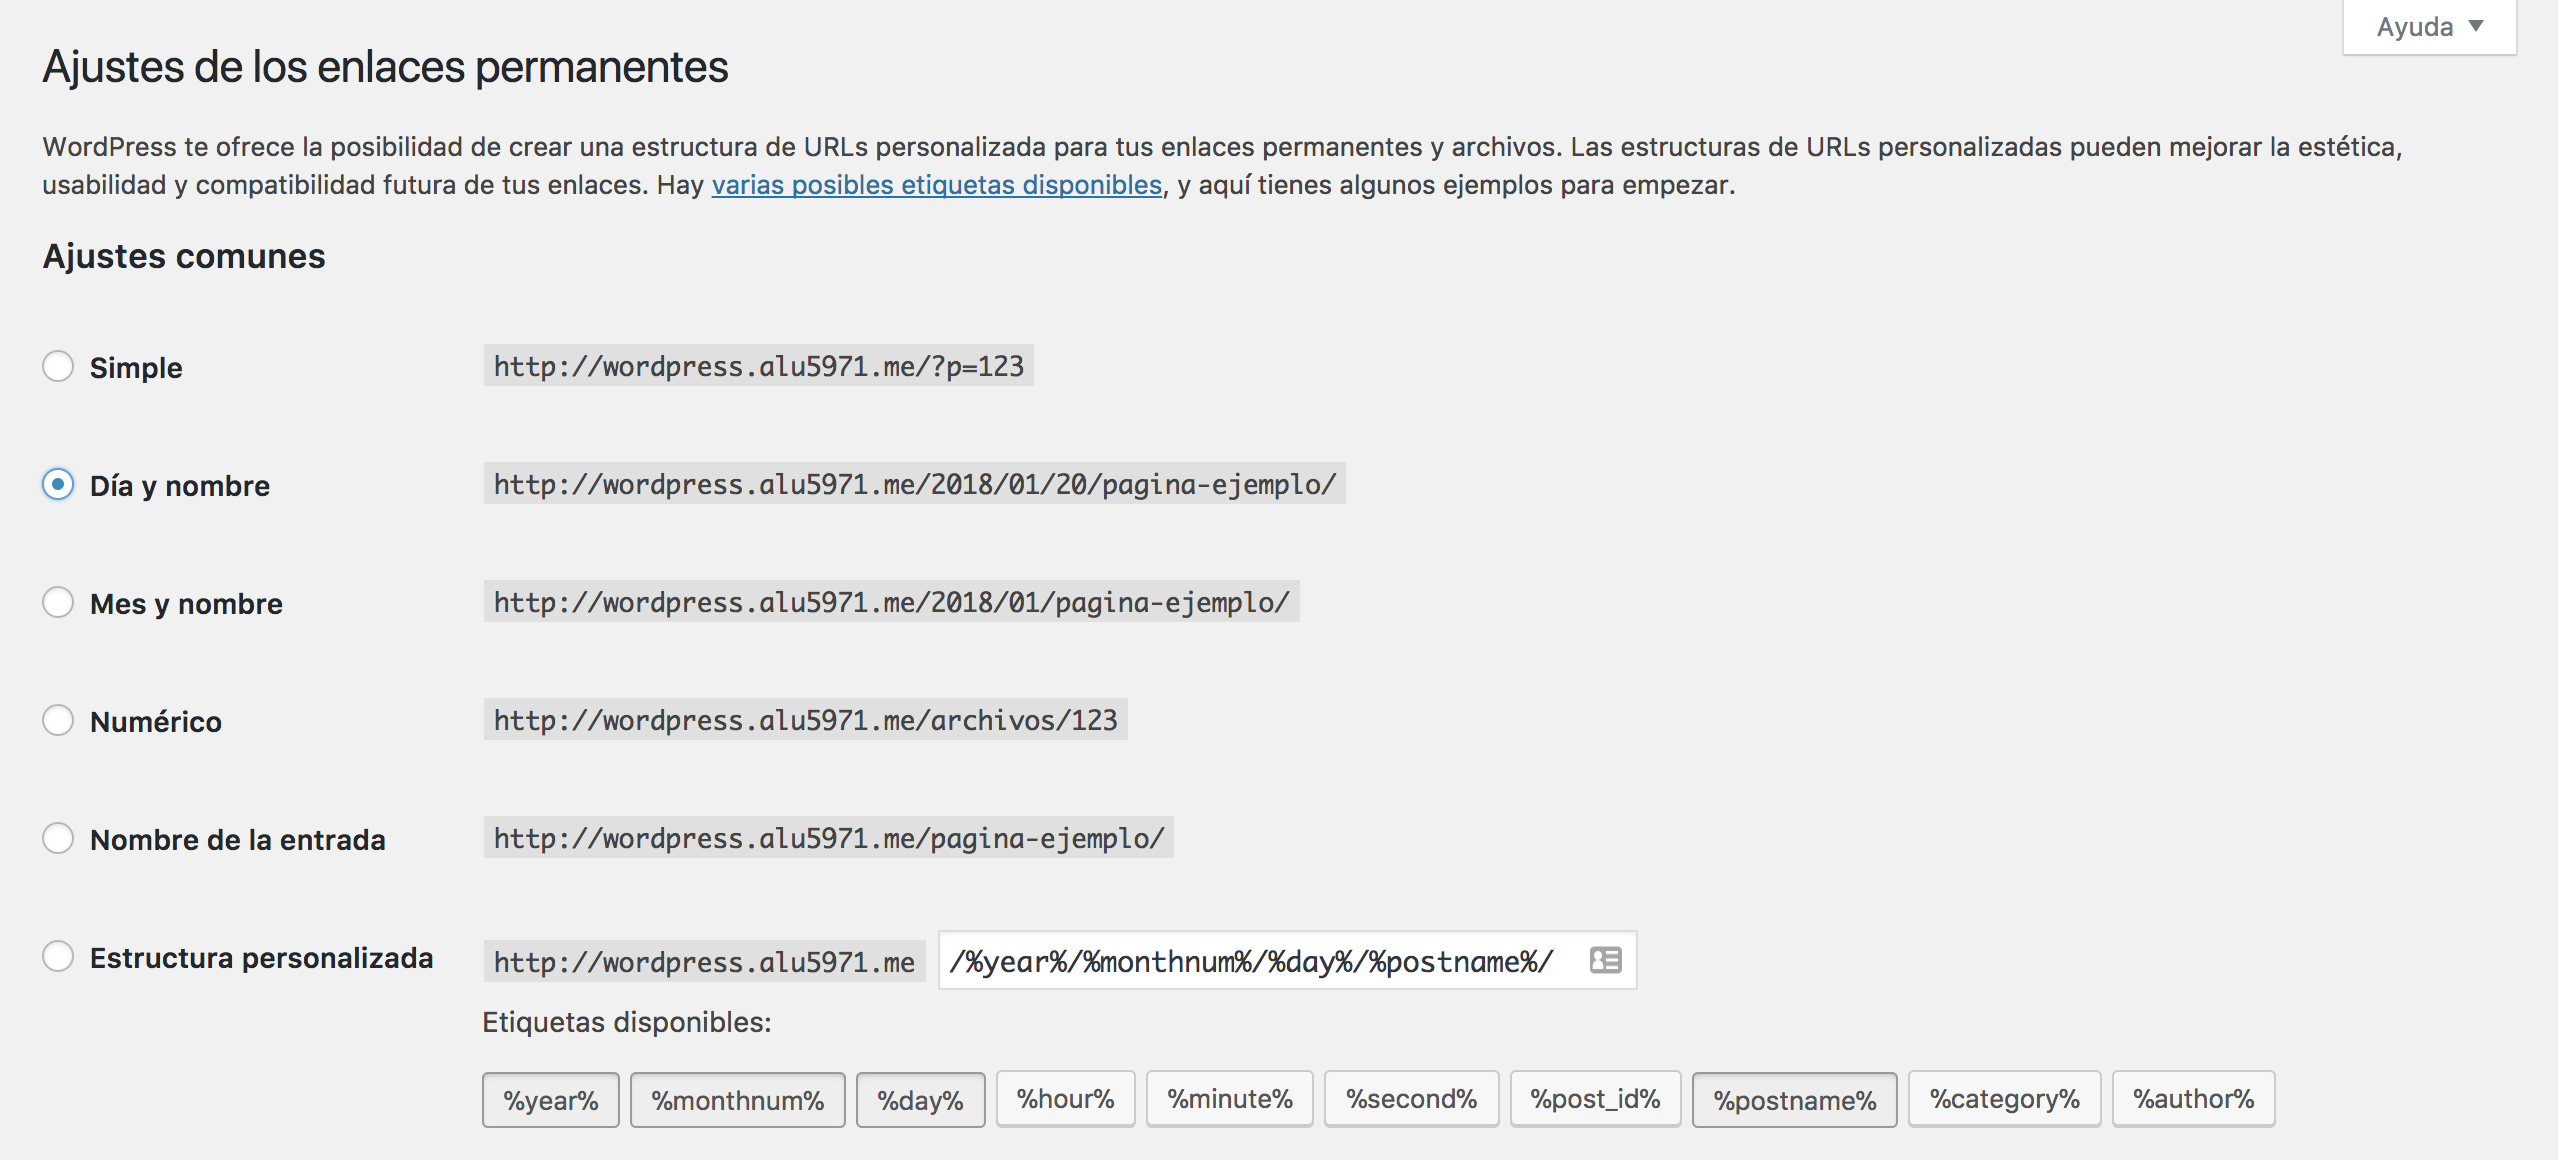 Ayuda
Ajustes de los enlaces permanentes
WordPress te ofrece la posibilidad de crear una estructura de URLs personalizada para tus enlaces permanentes y archivos. Las estructuras de URLs personalizadas pueden mejorar la estética,
usabilidad y compatibilidad futura de tus enlaces. Hay varias posibles etiquetas disponibles, y aquí tienes algunos ejemplos para empezar.
Ajustes comunes
Simple http://wordpress.alu5971.me/?p=123
Día y nombre http://wordpress.alu5971.me/2018/01/20/pagina-ejemplo/
Mes y nombre http://wordpress.alu5971.me/2018/01/pagina-ejemplo/
Numérico http://wordpress.alu5971.me/archivos/123
Nombre de la entrada http://wordpress.alu5971.me/pagina-ejemplo/
Estructura personalizada http://wordpress.alu5971.me /%year%/%monthnum%/%day%/%postname%/
Etiquetas disponibles:
%year% %monthnum% %day% %hour% %minute% %second% %post_id% %postname% %category% %author%